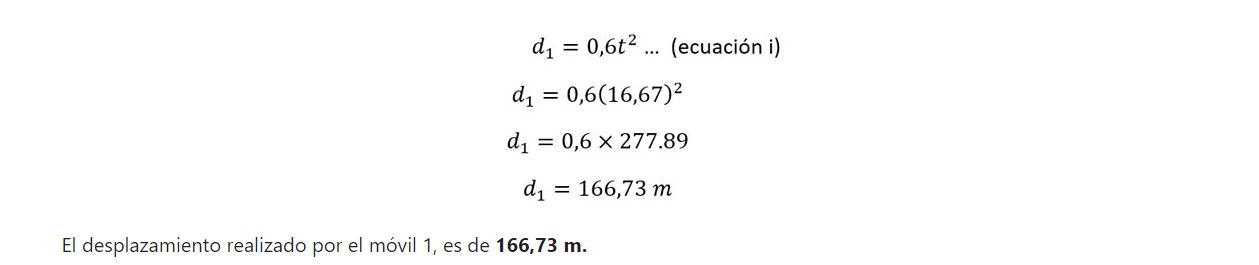 d₁ = 0,6t² ... (ecuación i)
d₁ = 0,6(16,67)²
d₁ = 0,6 × 277.89
d₁ = 166,73 m
El desplazamiento realizado por el móvil 1, es de 166,73 m.